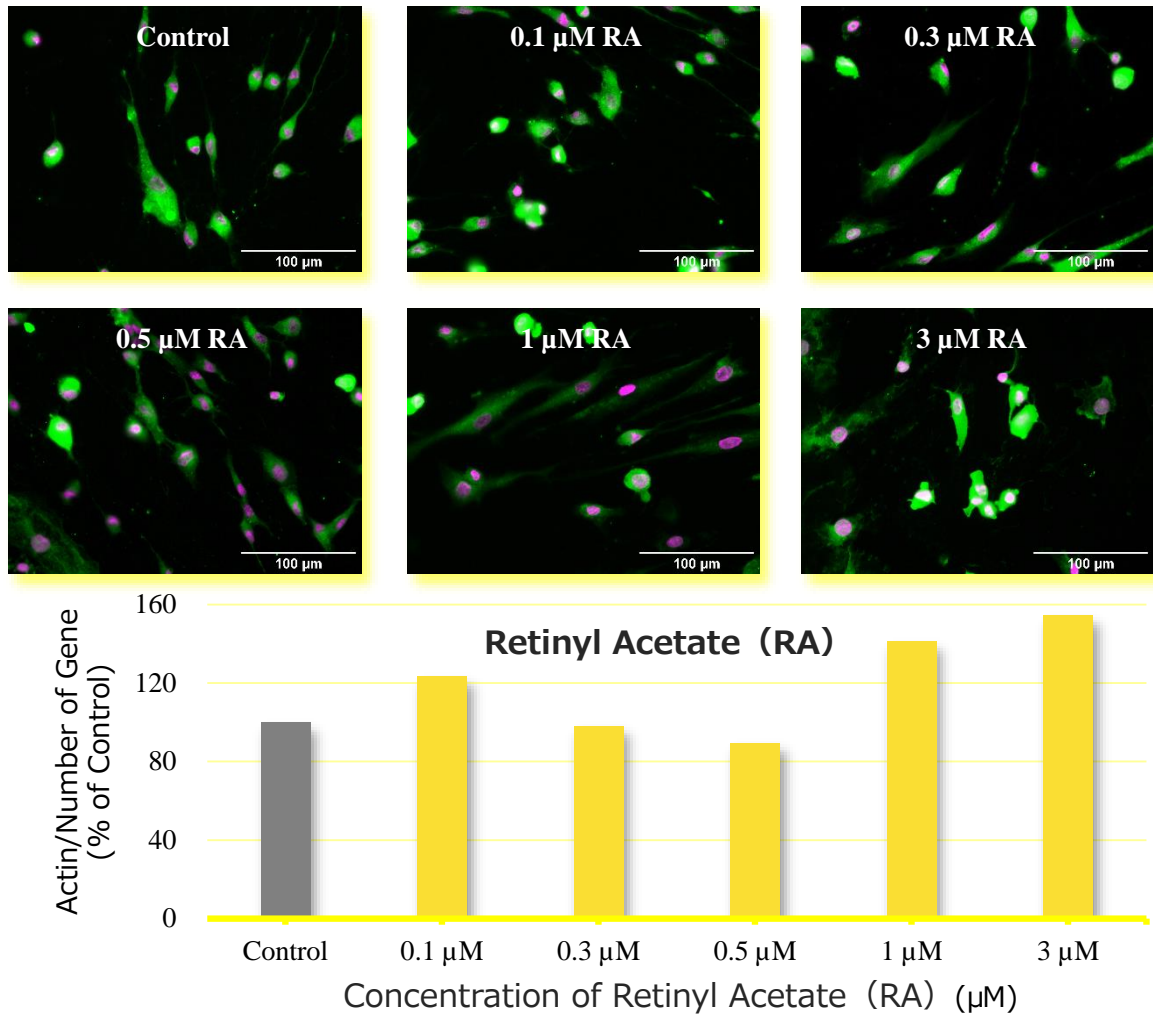 Control
0.1 µM RA
0.3 µM RA
100 µm
100 µm
100 µm
0.5 µM RA
1 µM RA
3 µM RA
100 µm
100 µm
100 µm
Retinyl Acetate（RA）
Actin/Number of Gene
(% of Control)
160
120
80
40
0
Control
0.1 µM
0.3 µM
0.5 µM
1 µM
3 µM
Concentration of Retinyl Acetate（RA）(µM)